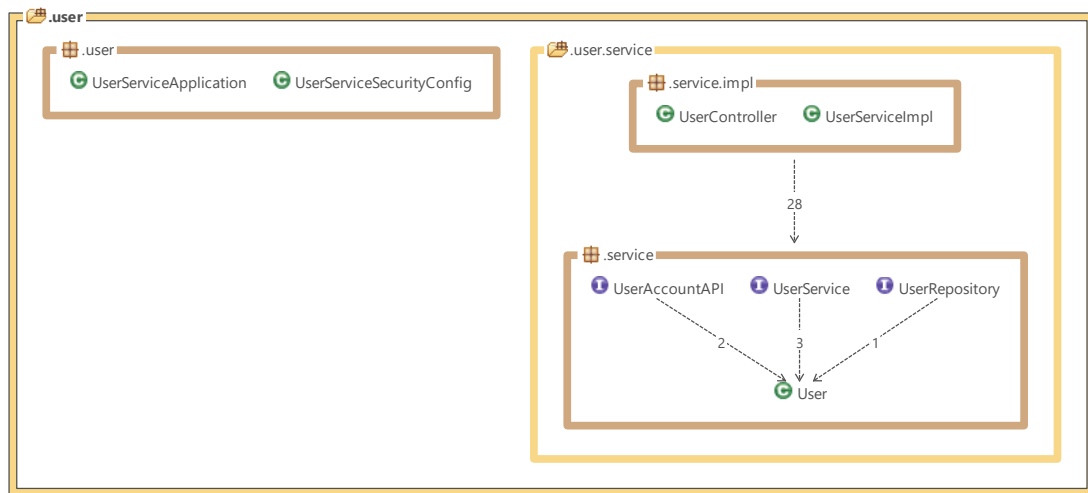 .user
.user
UserServiceApplication
UserServiceSecurityConfig
.user.service
.service.impl
C UserController
C UserServiceImpl
28
.service
I UserAccountAPI
I UserService
I UserRepository
2
3
1
C User